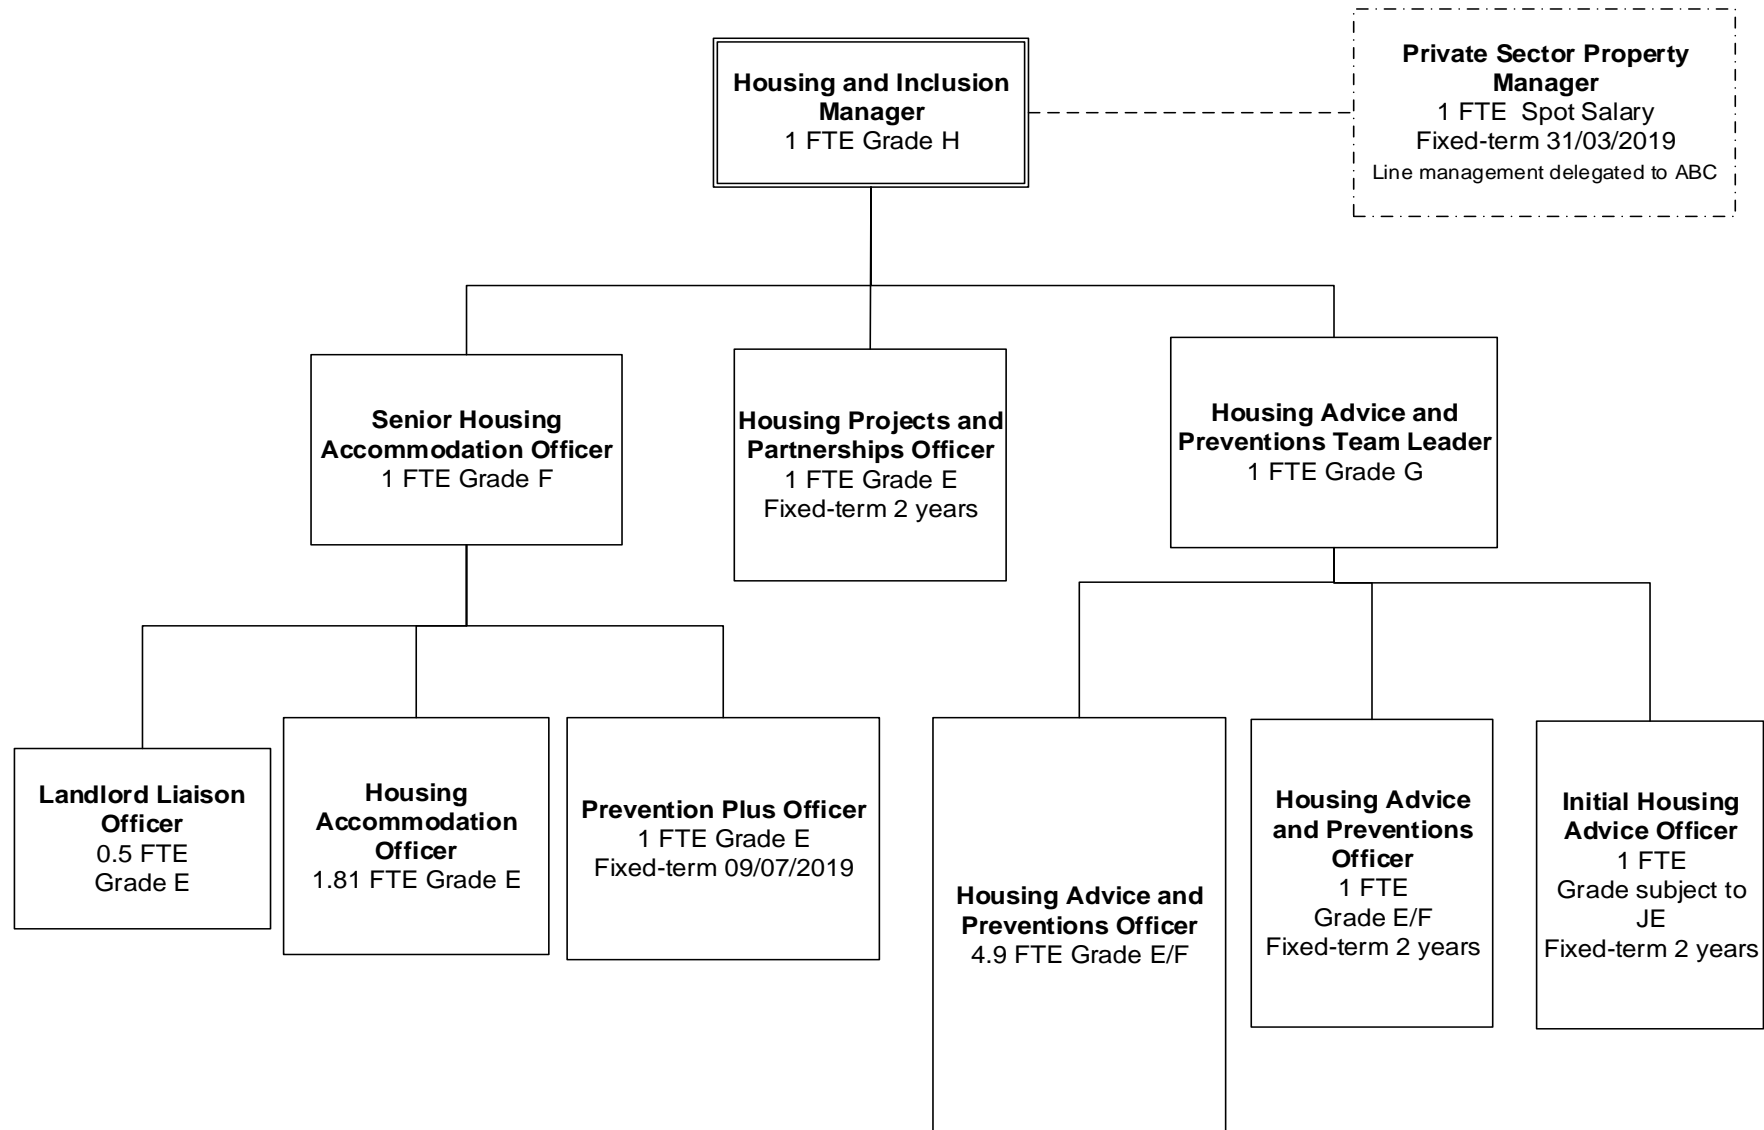 Housing and Inclusion
Manager
1 FTE Grade H
Private Sector Property
Manager
1 FTE  Spot Salary
Fixed-term 31/03/2019
Line management delegated to ABC
Senior Housing
Accommodation Officer
1 FTE Grade F
Housing Projects and
Partnerships Officer
1 FTE Grade E
Fixed-term 2 years
Housing Advice and
Preventions Team Leader
1 FTE Grade G
Landlord Liaison
Officer
0.5 FTE
Grade E
Housing
Accommodation
Officer
1.81 FTE Grade E
Prevention Plus Officer
1 FTE Grade E
Fixed-term 09/07/2019
Housing Advice and
Preventions Officer
4.9 FTE Grade E/F
Housing Advice
and Preventions
Officer
1 FTE
Grade E/F
Fixed-term 2 years
Initial Housing
Advice Officer
1 FTE
Grade subject to
JE
Fixed-term 2 years